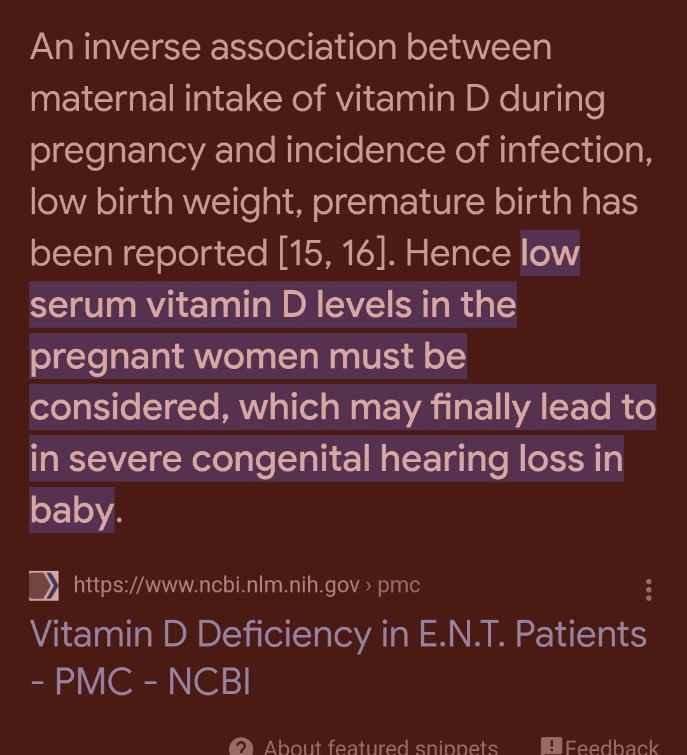 An inverse association between
maternal intake of vitamin D during
pregnancy and incidence of infection,
low birth weight, premature birth has
been reported [15, 16]. Hence low
serum vitamin D levels in the
pregnant women must be
considered, which may finally lead to
in severe congenital hearing loss in
baby.
https://www.ncbi.nlm.nih.gov › pmc
Vitamin D Deficiency in E.N.T. Patients
- PMC - NCBI
About featured snippets Feedback